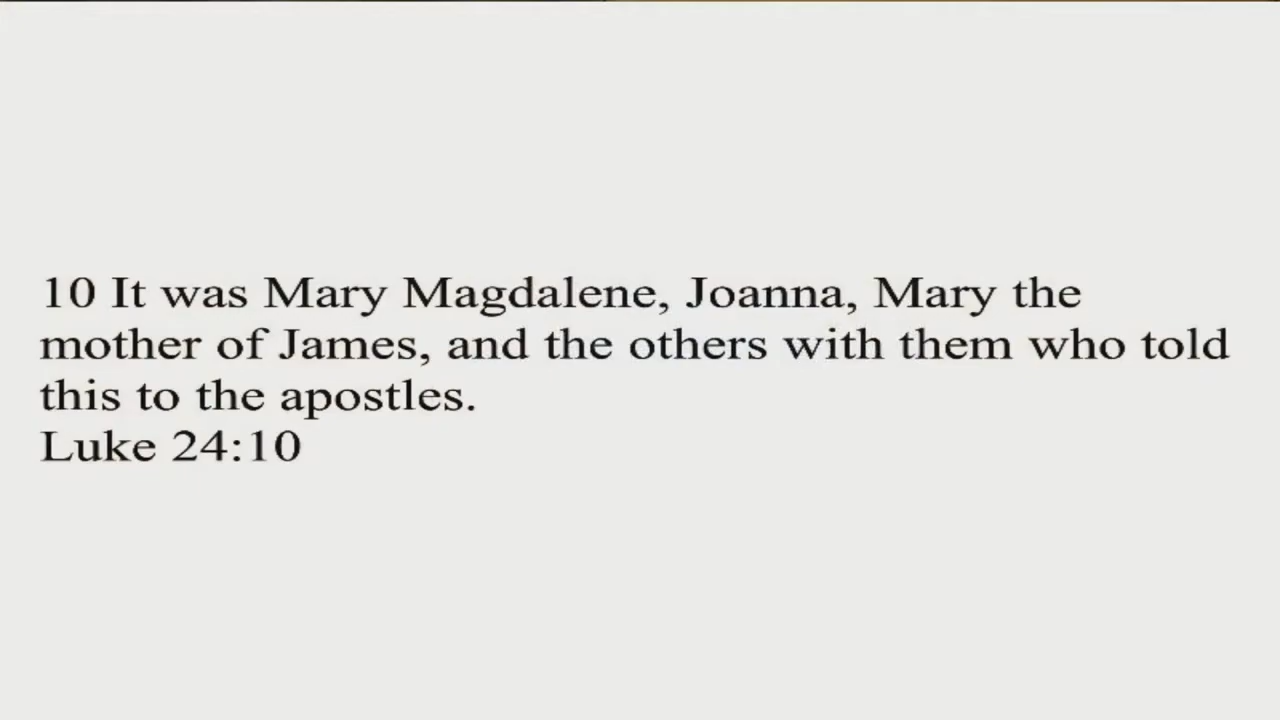 10 It was Mary Magdalene, Joanna, Mary the
mother of James, and the others with them who told
this to the apostles.
Luke 24:10